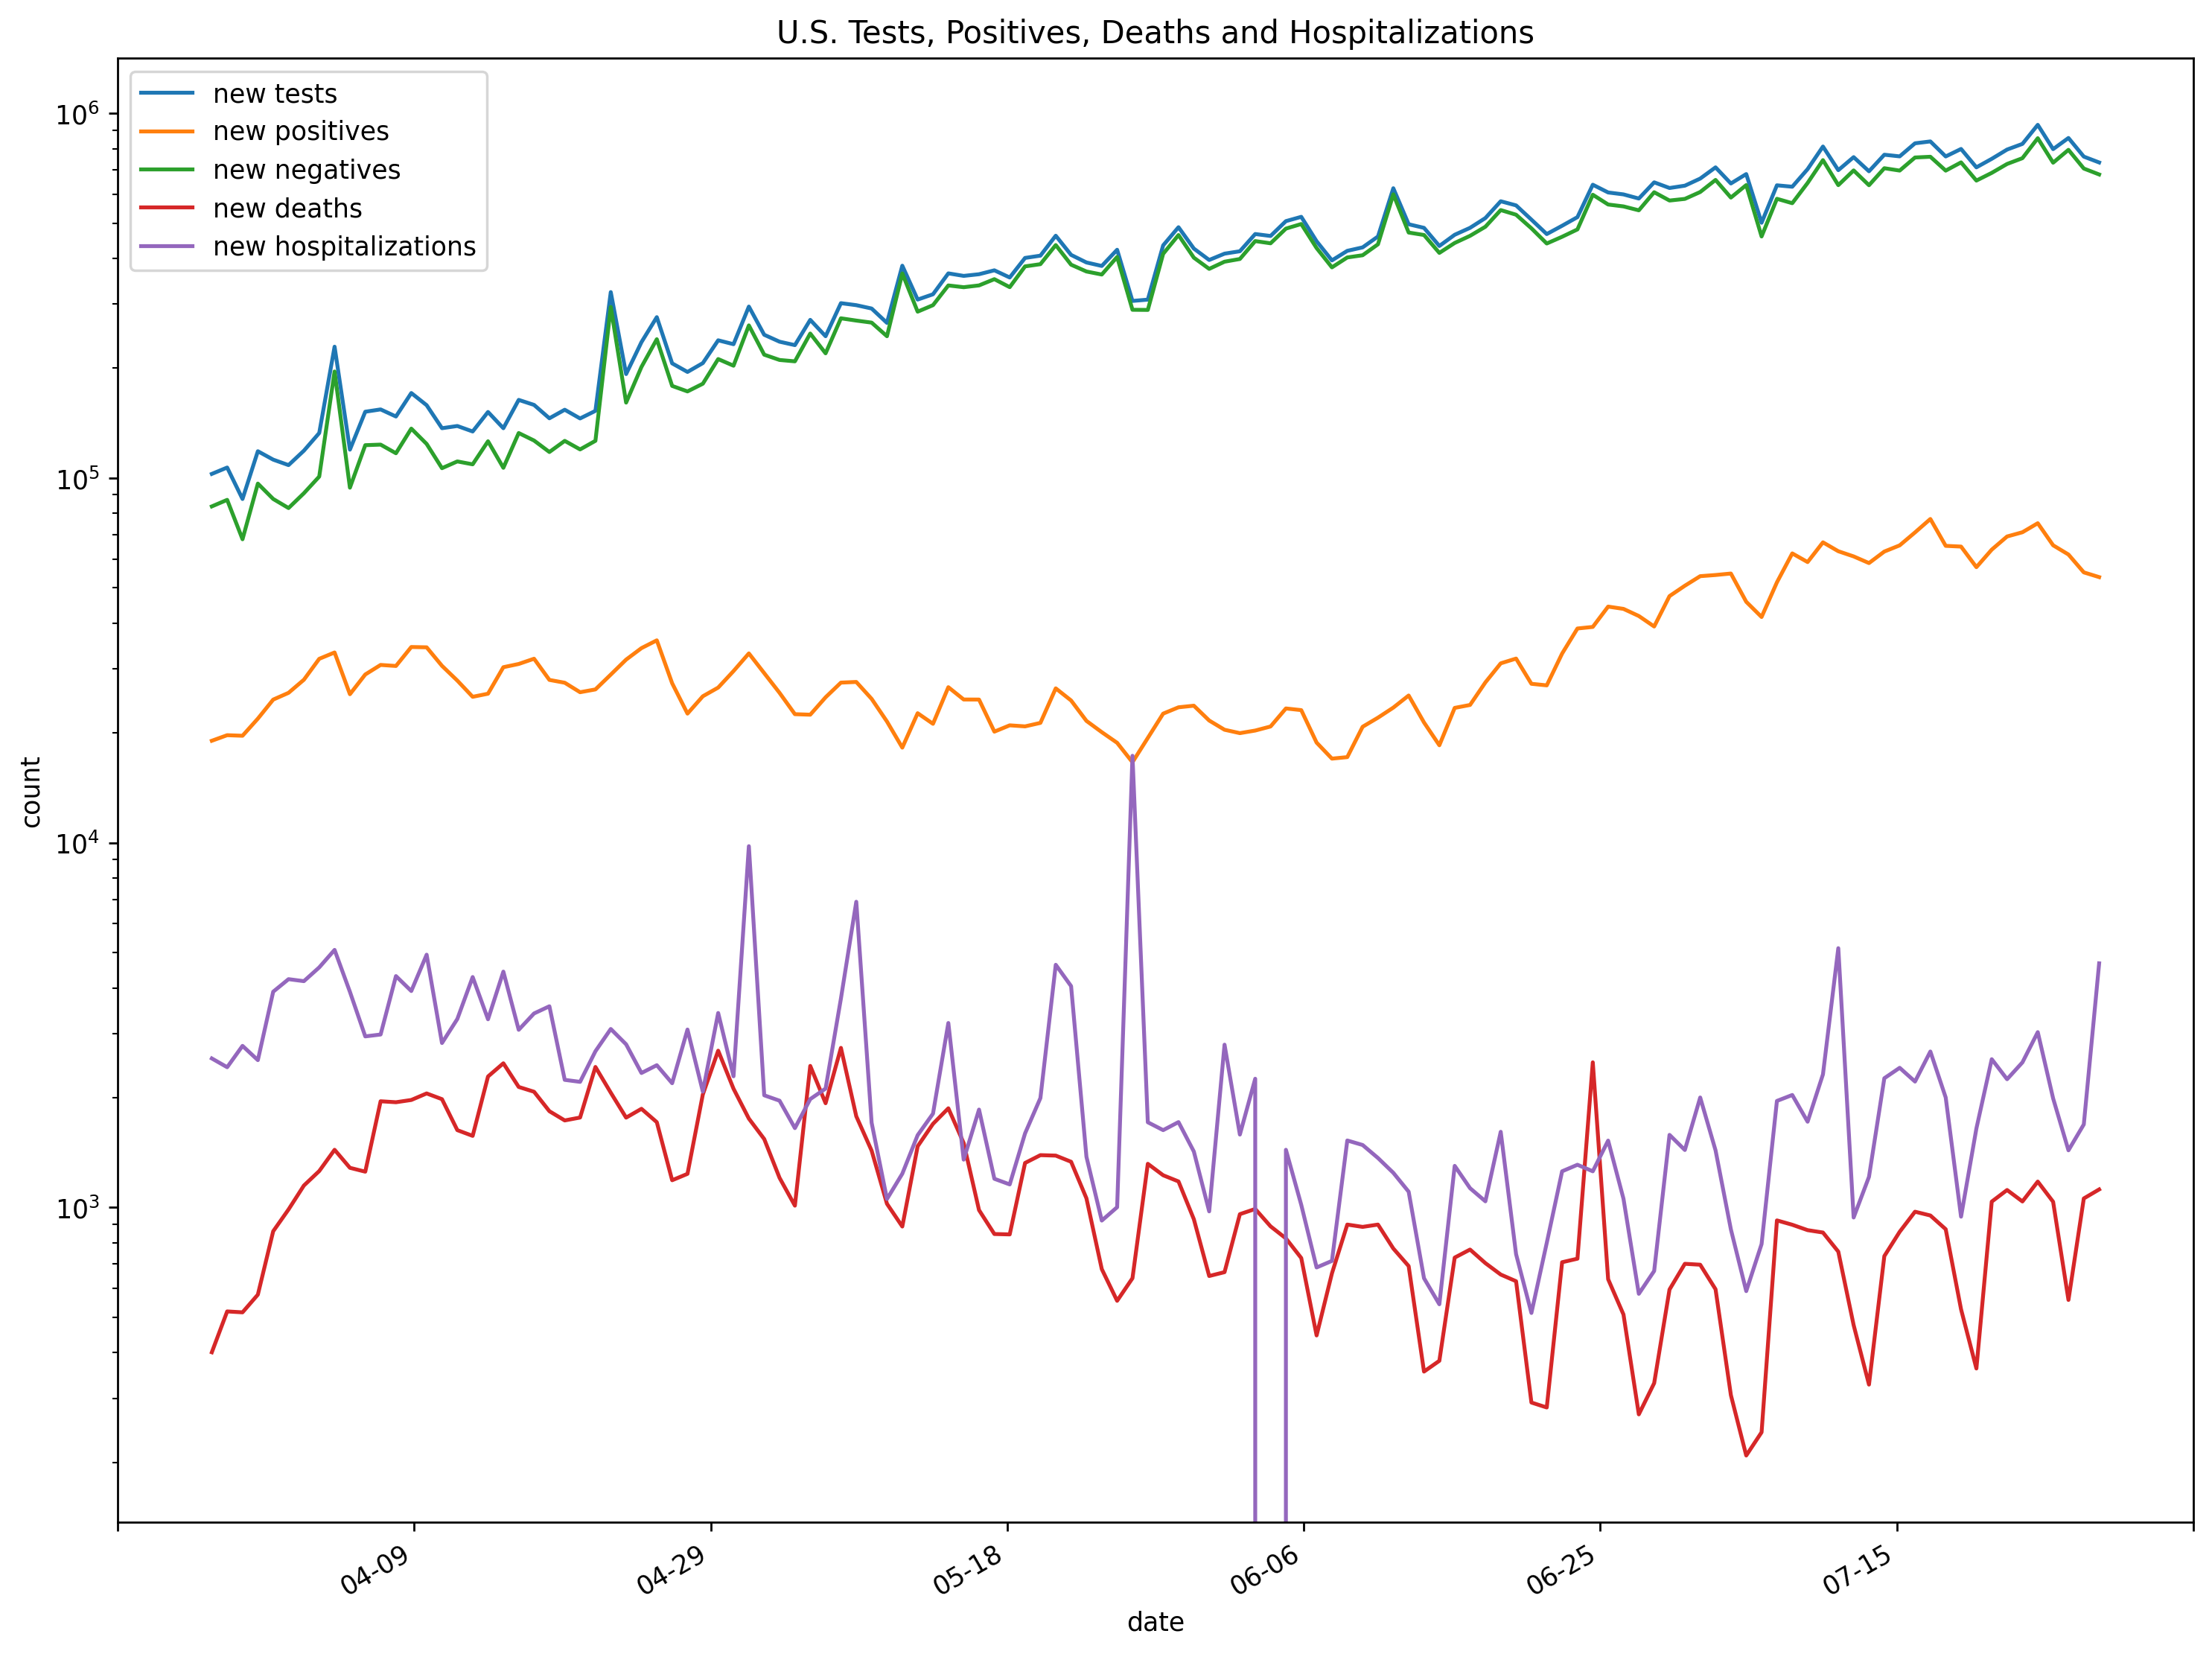 U.S. Tests, Positives, Deaths and Hospitalizations
new tests
new positives
new negatives
new deaths
new hospitalizations
10^6
10^5
10^4
10^3
count
04-09
04-29
05-18
06-06
06-25
07-15
date